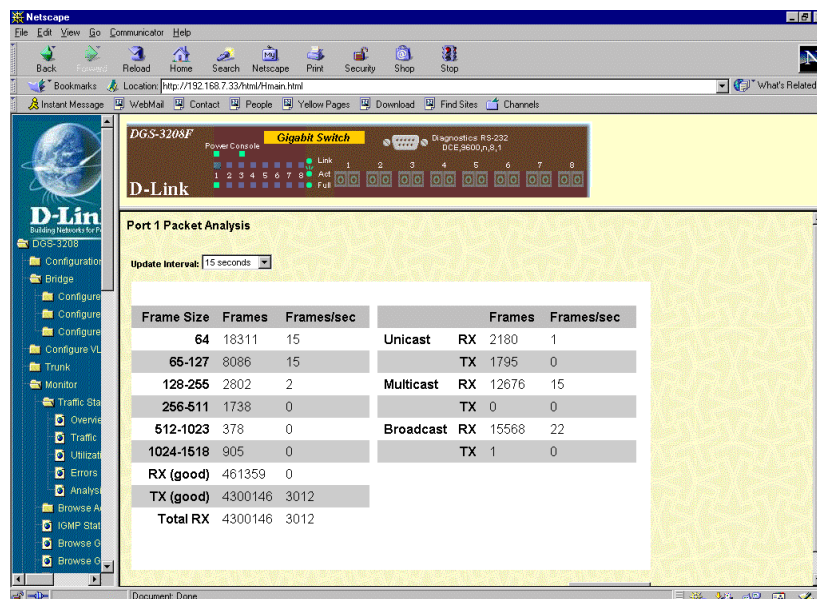 Netscape
File Edit View Go Communicator Help
Back Forward Reload Home Search Netscape Print Security Shop Stop
Bookmarks Location: http://192.168.7.33/html/Hmain.html What's Related
Instant Message WebMail Contact People Yellow Pages Download Find Sites Channels
D-Lin
Building Networks for P
DGS-3208
Configuration
Bridge
Configure
Configure
Configure
Configure VL
Trunk
Monitor
Traffic Sta
Overvie
Traffic
Utilizati
Errors
Analysi
Browse A
IGMP Stat
Browse G
Browse G
DGS-3208F
Gigabit Switch
Power Console
Diagnostics RS-232
DCE,9600,n,8,1
Link
Act
Full
1 2 3 4 5 6 7 8
1 2 3 4 5 6 7 8
D-Link
Port 1 Packet Analysis
Update Interval: 15 seconds
Frame Size Frames Frames/sec
64 18311 15
65-127 8086 15
128-255 2802 2
256-511 1738 0
512-1023 378 0
1024-1518 905 0
RX (good) 461359 0
TX (good) 4300146 3012
Total RX 4300146 3012
Frames Frames/sec
Unicast RX 2180 1
TX 1795 0
Multicast RX 12676 15
TX 0 0
Broadcast RX 15568 22
TX 1 0
Document: Done